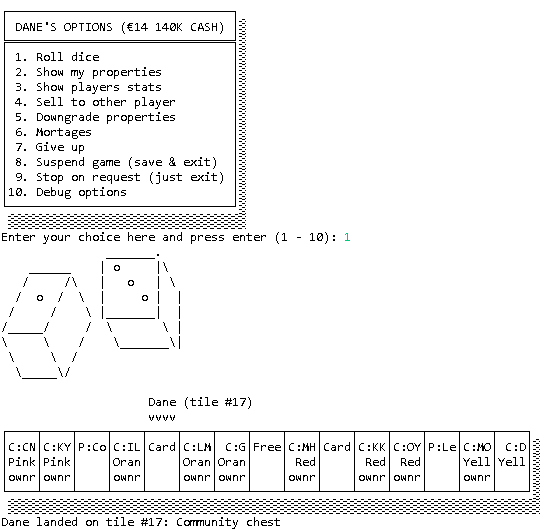 DANE'S OPTIONS (€14 140K CASH)
1. Roll dice
2. Show my properties
3. Show players stats
4. Sell to other player
5. Downgrade properties
6. Mortages
7. Give up
8. Suspend game (save & exit)
9. Stop on request (just exit)
10. Debug options
Enter your choice here and press enter (1 - 10): 1
Dane (tile #17)
vvvv
C:CN C:KY P:Co C:IL Card C:LM C:G Free C:MH Card C:KK C:OY P:Le C:MO C:D
Pink Pink Oran Oran Oran Red Red Red Yell Yell
ownr ownr ownr ownr ownr ownr ownr ownr ownr
Dane landed on tile #17: Community chest